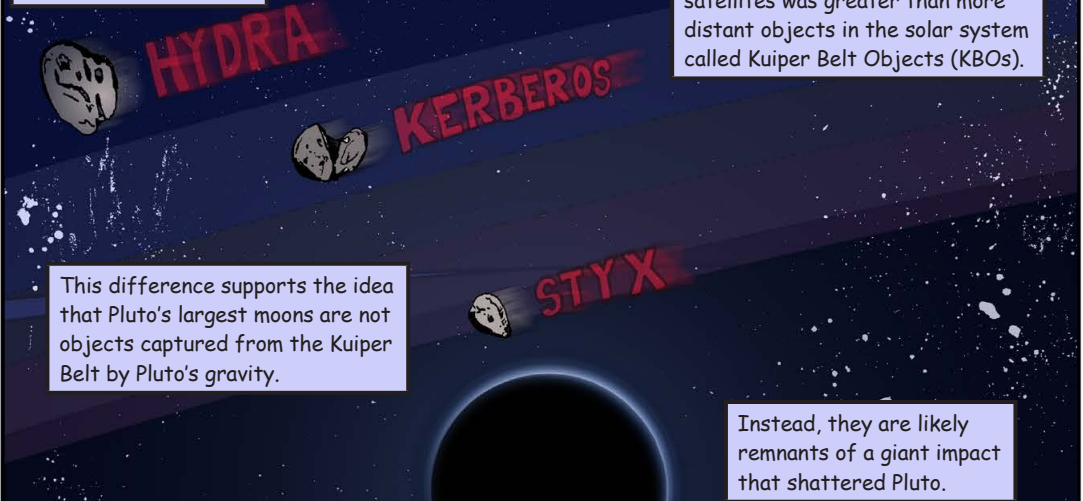 satellites was greater than more
distant objects in the solar system
called Kuiper Belt Objects (KBOs).
HYDRA
KERBEROS
STYX
This difference supports the idea
that Pluto's largest moons are not
objects captured from the Kuiper
Belt by Pluto's gravity.
Instead, they are likely
remnants of a giant impact
that shattered Pluto.